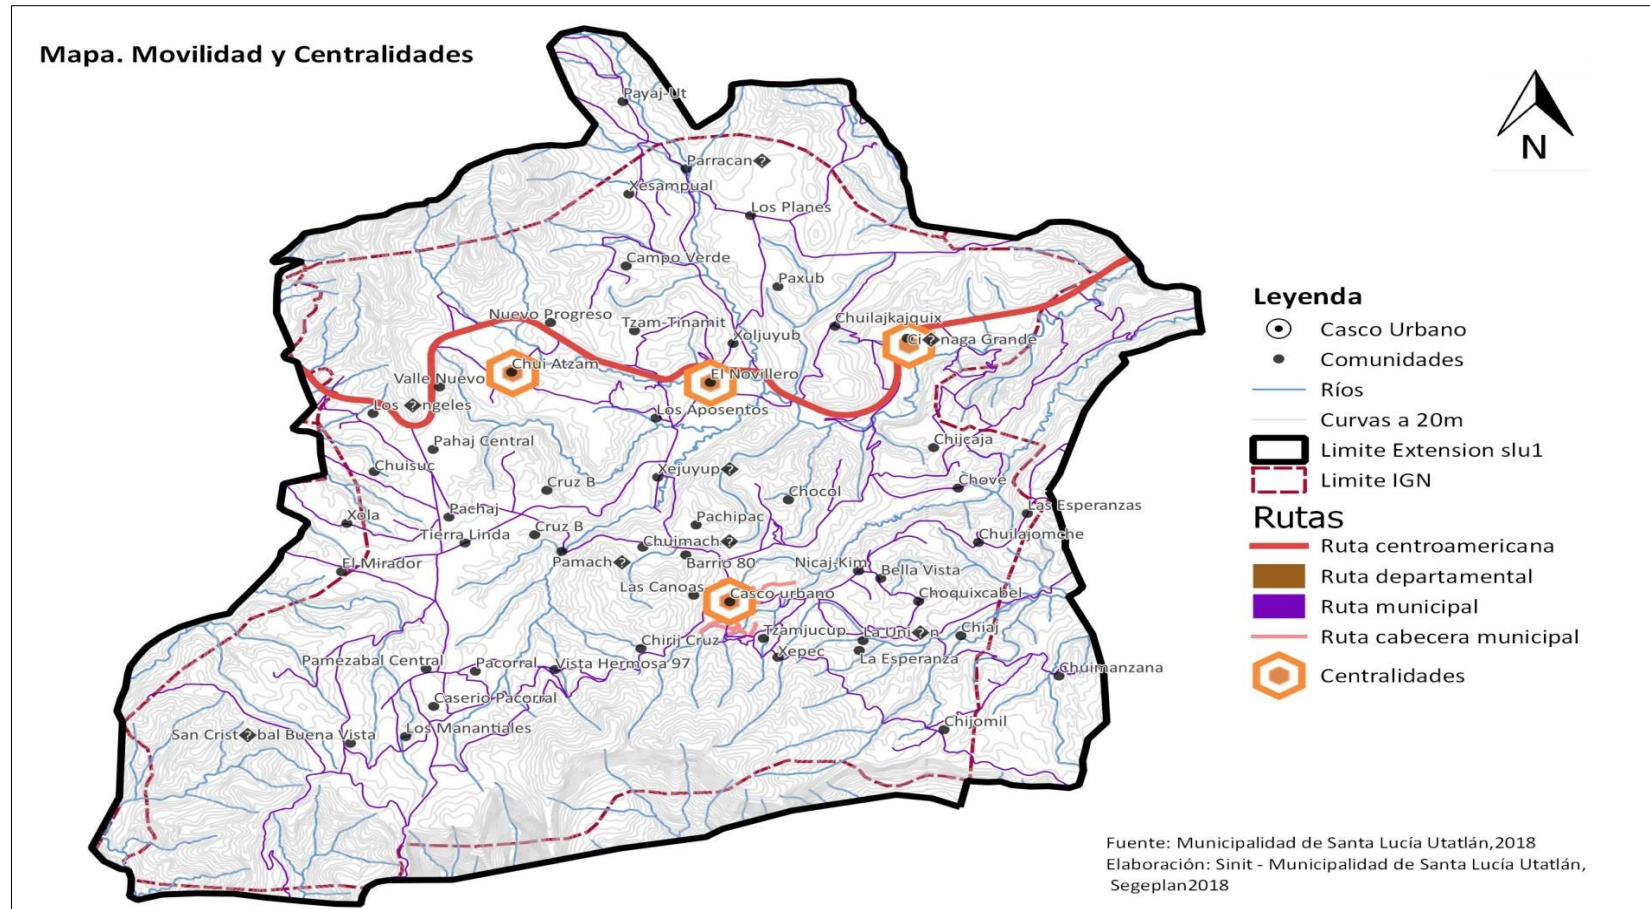 Mapa. Movilidad y Centralidades
N
Payaj-Ut
Parracan�
Xesampual
Los Planes
Campo Verde
Paxub
Nuevo Progreso
Tzam-Tinamit
Chuilajkajquix
Xoljuyub
Ci�naga Grande
Chui Atzam
El Novillero
Valle Nuevo
Los �ngeles
Los Aposentos
Pahaj Central
Chijcaja
Chuisuc
Xejuyup�
Cruz B
Chove
Chocol
Pachaj
Las Esperanzas
Xola
Pachipac
Tierra Linda
Cruz B
Chuilajomche
Chuimach�
Pamach�
Barrio 80
El Mirador
Nicaj-Kim
Bella Vista
Las Canoas
Casco urbano
Choquixcabel
Chirij Cruz
Tzamjucup
La Uni�n
Chiaj
Xepec
La Esperanza
Pamezabal Central
Pacorral
Vista Hermosa 97
Chuimanzana
Caserio Pacorral
San Crist�bal Buena Vista
Los Manantiales
Chijomil
Leyenda
Casco Urbano
Comunidades
Ríos
Curvas a 20m
Limite Extension slu1
Limite IGN
Rutas
Ruta centroamericana
Ruta departamental
Ruta municipal
Ruta cabecera municipal
Centralidades
Fuente: Municipalidad de Santa Lucía Utatlán,2018
Elaboración: Sinit - Municipalidad de Santa Lucía Utatlán,
Segeplan2018